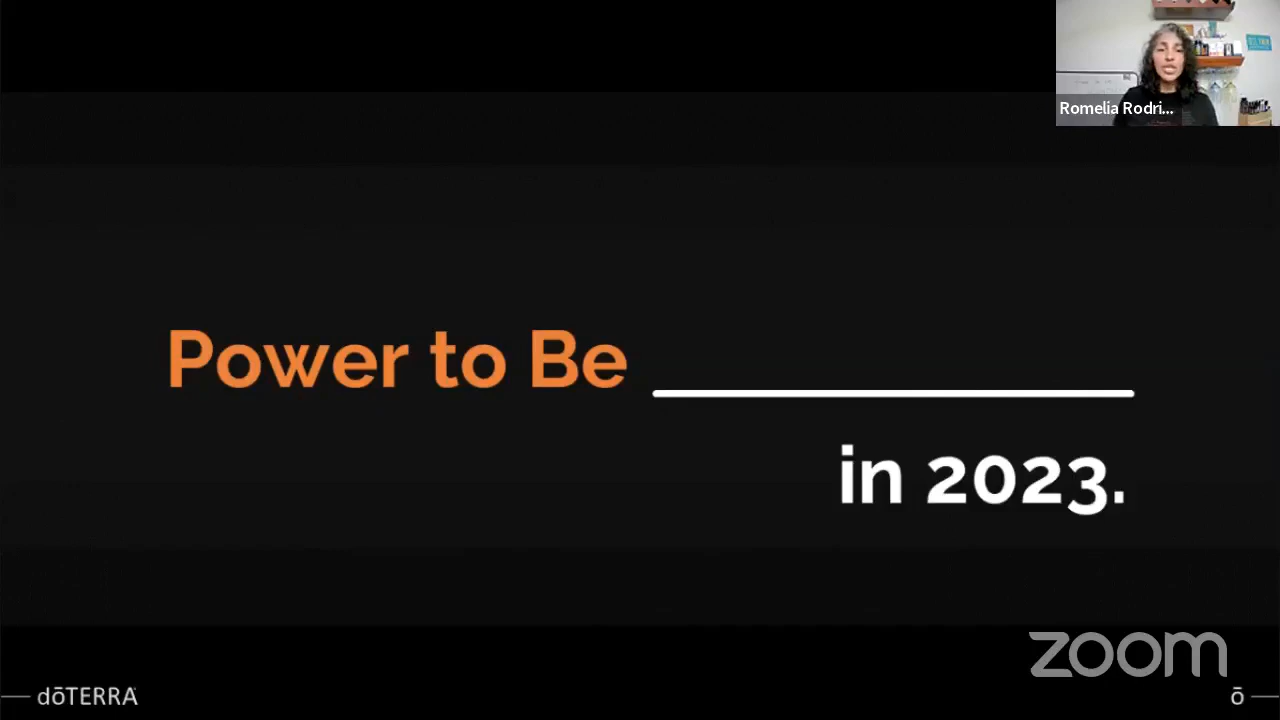 Romelia Rodri...
Power to Be
in 2023.
zoom
dōTERRA
ō